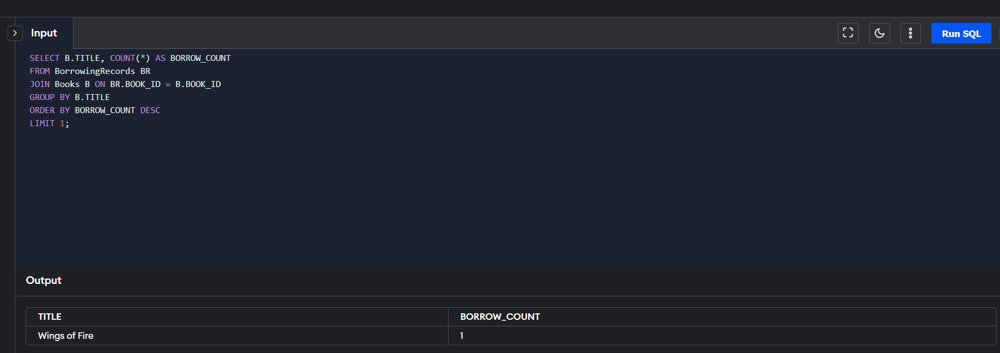 Input
Run SQL
SELECT B.TITLE, COUNT(*) AS BORROW_COUNT
FROM BorrowingRecords BR
JOIN Books B ON BR.BOOK_ID = B.BOOK_ID
GROUP BY B.TITLE
ORDER BY BORROW_COUNT DESC
LIMIT 1;
Output
TITLE BORROW_COUNT
Wings of Fire 1